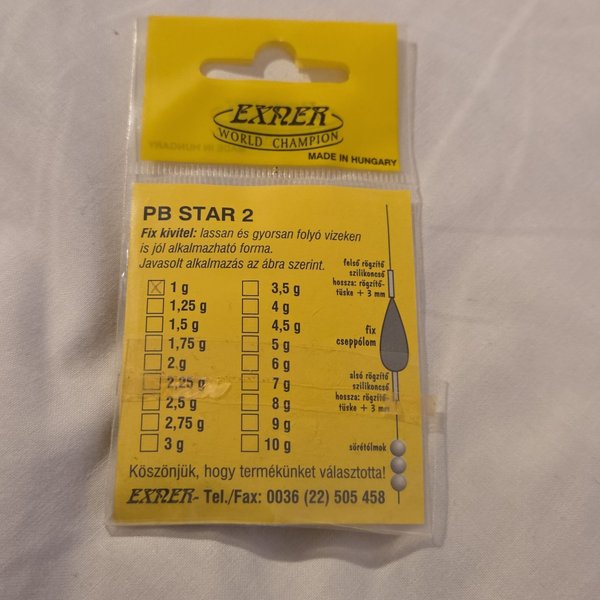 EXNER
WORLD CHAMPION
MADE IN HUNGARY
PB STAR 2
Fix kivitel: lassan és gyorsan folyó vizeken
is jól alkalmazható forma.
Javasolt alkalmazás az ábra szerint.
1 g
1,25 g
1,5 g
1,75 g
2 g
2,25 g
2,5 g
2,75 g
3 g
3,5 g
4 g
4,5 g
5 g
6 g
7 g
8 g
9 g
10 g
felső rögzítő
szilikoncső
hossza: rögzítő-
tüske + 3 mm
fix
cseppólom
alsó rögzítő
szilikoncső
hossza: rögzítő-
tüske + 3 mm
sörétólmok
Köszönjük, hogy termékünket választotta!
EXNER- Tel./Fax: 0036 (22) 505 458